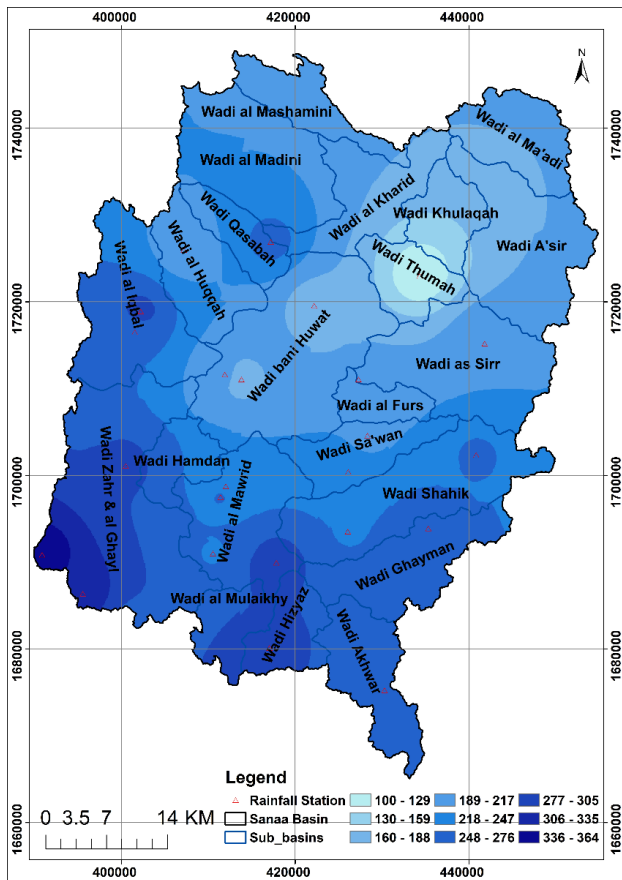 400000 420000 440000
N
1740000 1740000
1720000 1720000
1700000 1700000
1680000 1680000
1660000 1660000
Wadi al Mashamini
Wadi al Ma'adi
Wadi al Madini
Wadi al Kharid
Wadi Khulaqah
Wadi Qasabah
Wadi al Huqqah
Wadi A'sir
Wadi Thumah
Wadi al Iqbal
Wadi bani Huwat
Wadi as Sirr
Wadi al Furs
Wadi Sa'wan
Wadi Hamdan
Wadi Zahr & al Ghayl
Wadi al Mawrid
Wadi Shahik
Wadi Ghayman
Wadi al Mulaikhy
Wadi Hizyaz
Wadi Akhwar
Legend
Rainfall Station 100 - 129 189 - 217 277 - 305
Sanaa Basin 130 - 159 218 - 247 306 - 335
Sub_basins 160 - 188 248 - 276 336 - 364
0 3.5 7 14 KM
400000 420000 440000